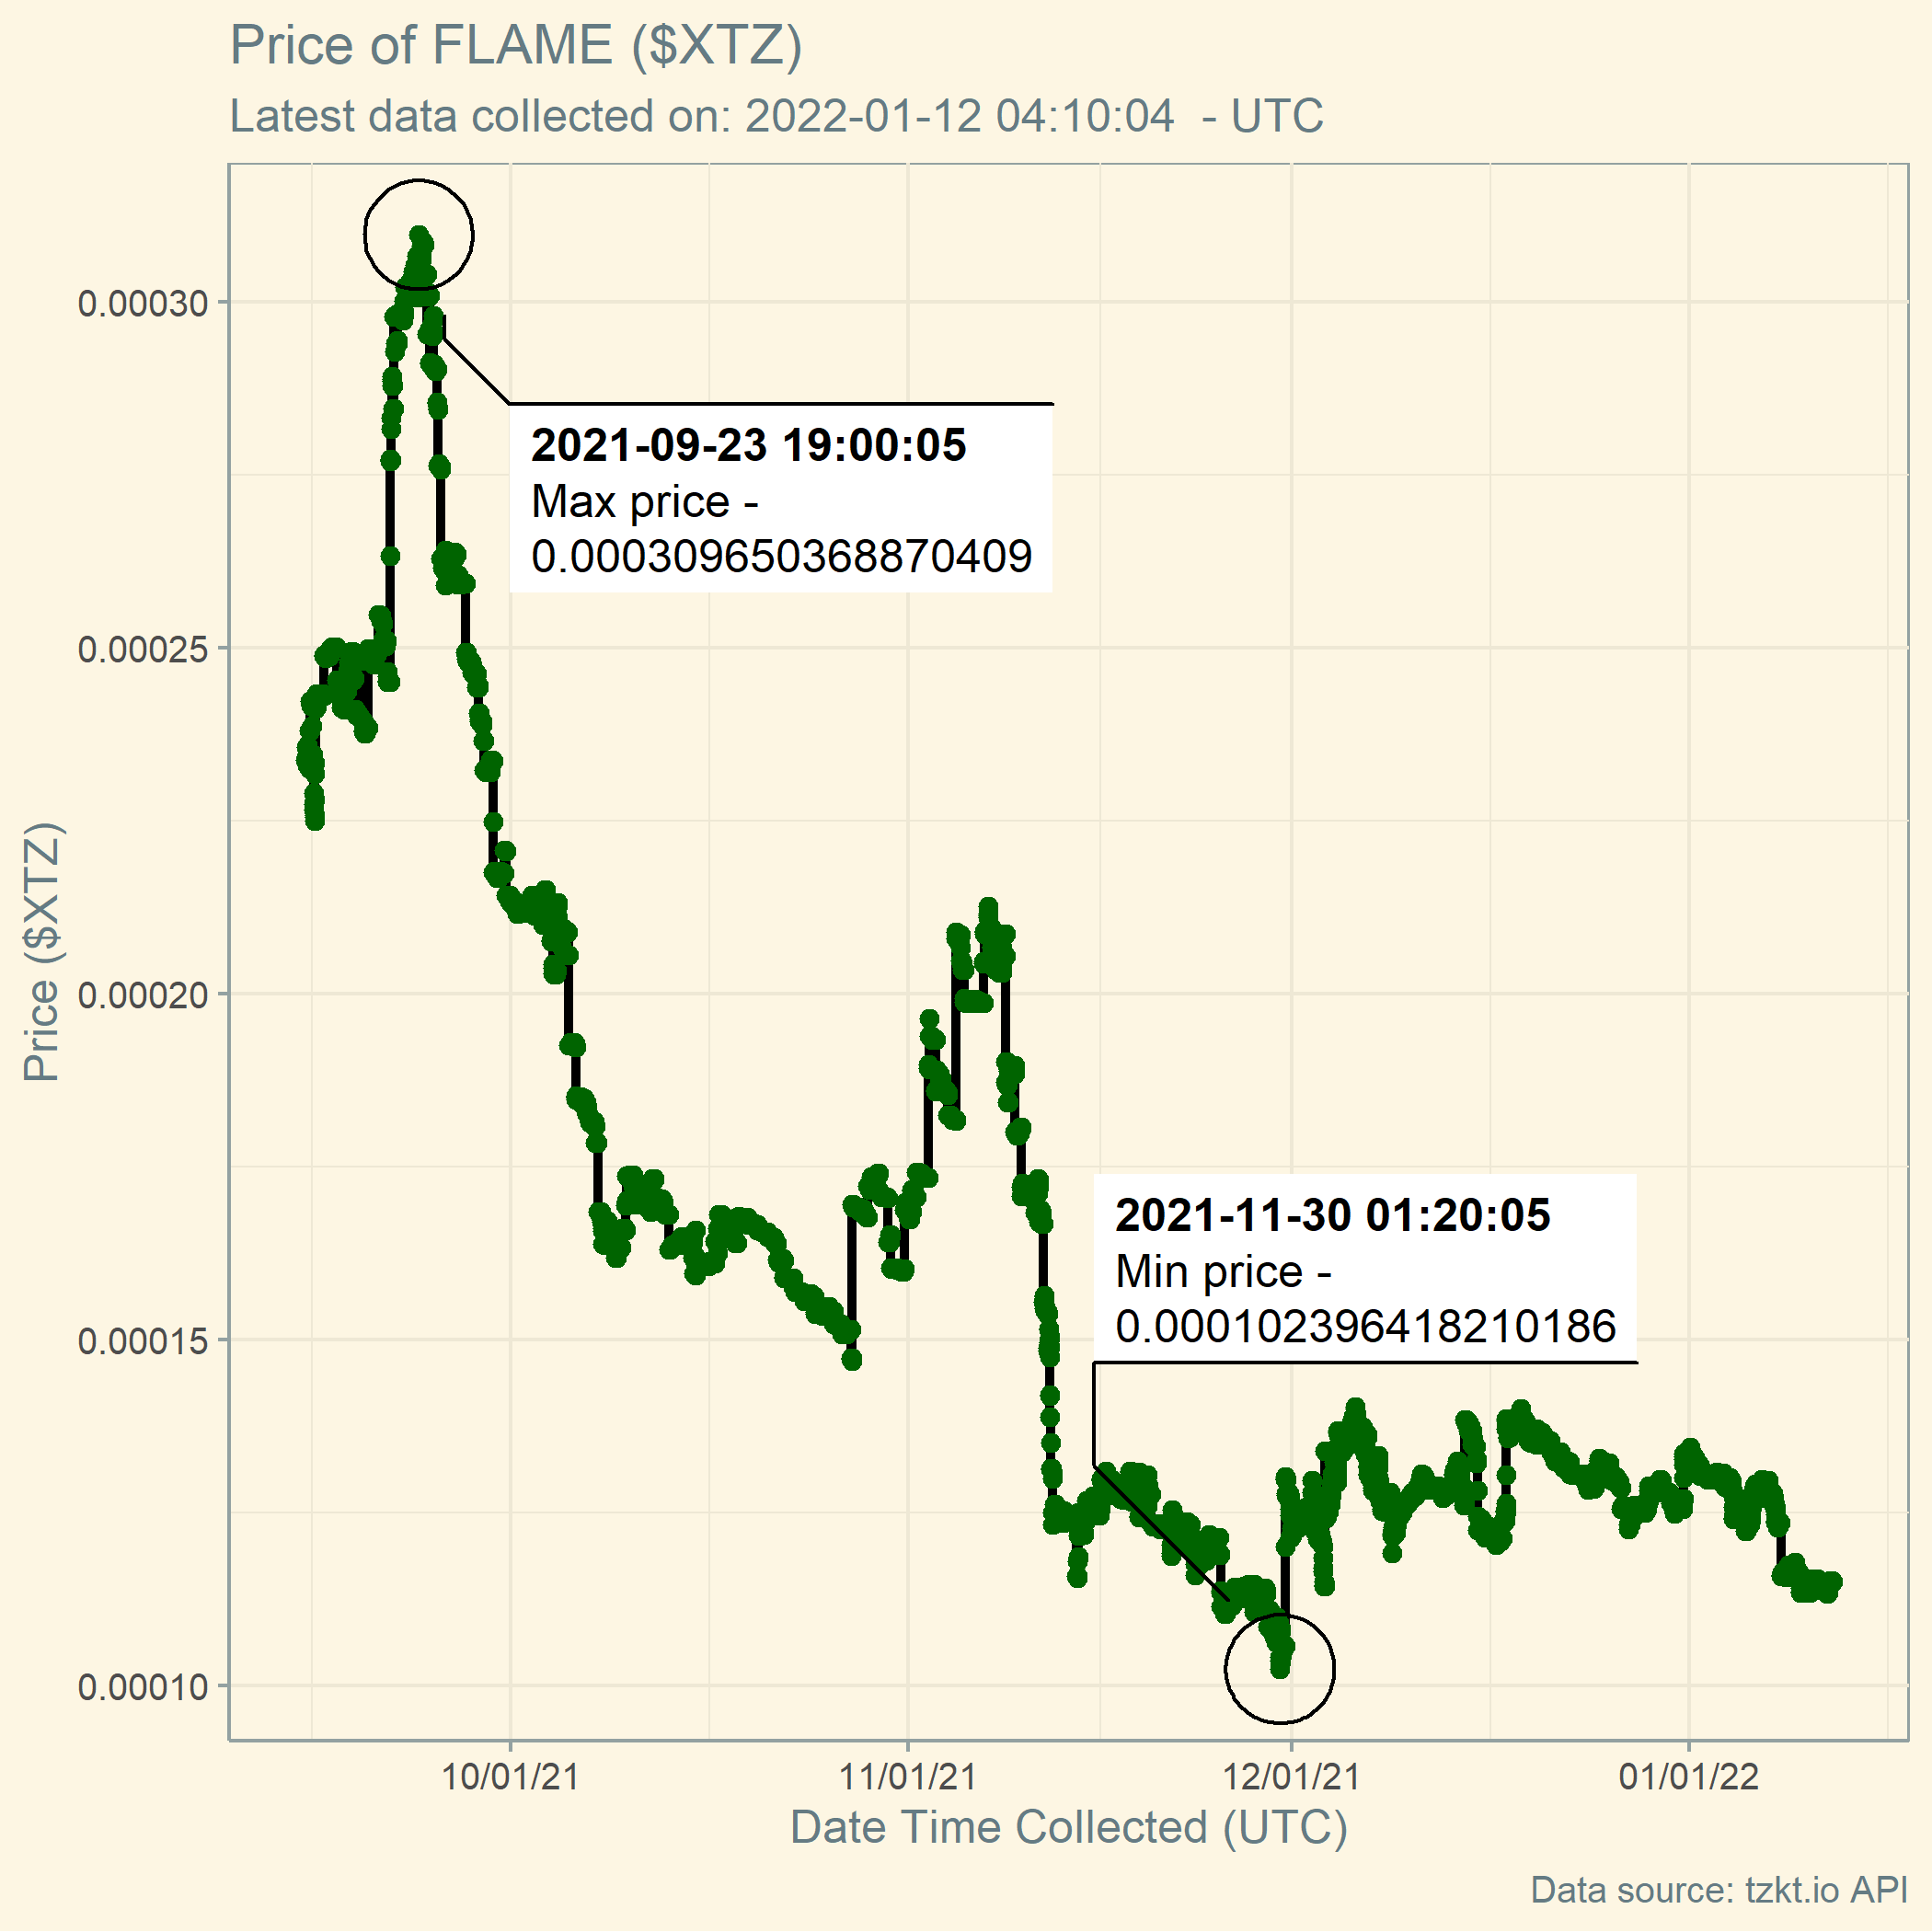 Price of FLAME ($XTZ)
Latest data collected on: 2022-01-12 04:10:04  - UTC
Price ($XTZ)
0.00030
0.00025
0.00020
0.00015
0.00010
2021-09-23 19:00:05
Max price -
0.000309650368870409
2021-11-30 01:20:05
Min price -
0.000102396418210186
10/01/21
11/01/21
12/01/21
01/01/22
Date Time Collected (UTC)
Data source: tzkt.io API